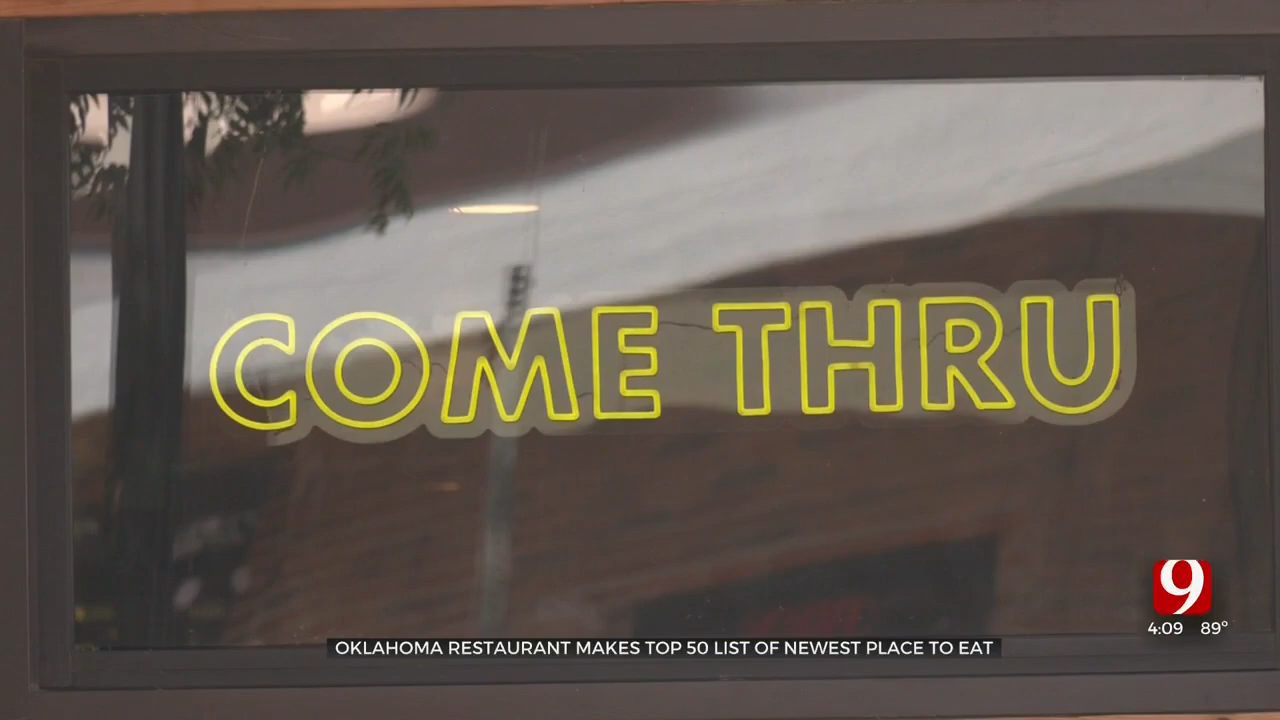 COME THRU
9
4:09 89°
OKLAHOMA RESTAURANT MAKES TOP 50 LIST OF NEWEST PLACE TO EAT